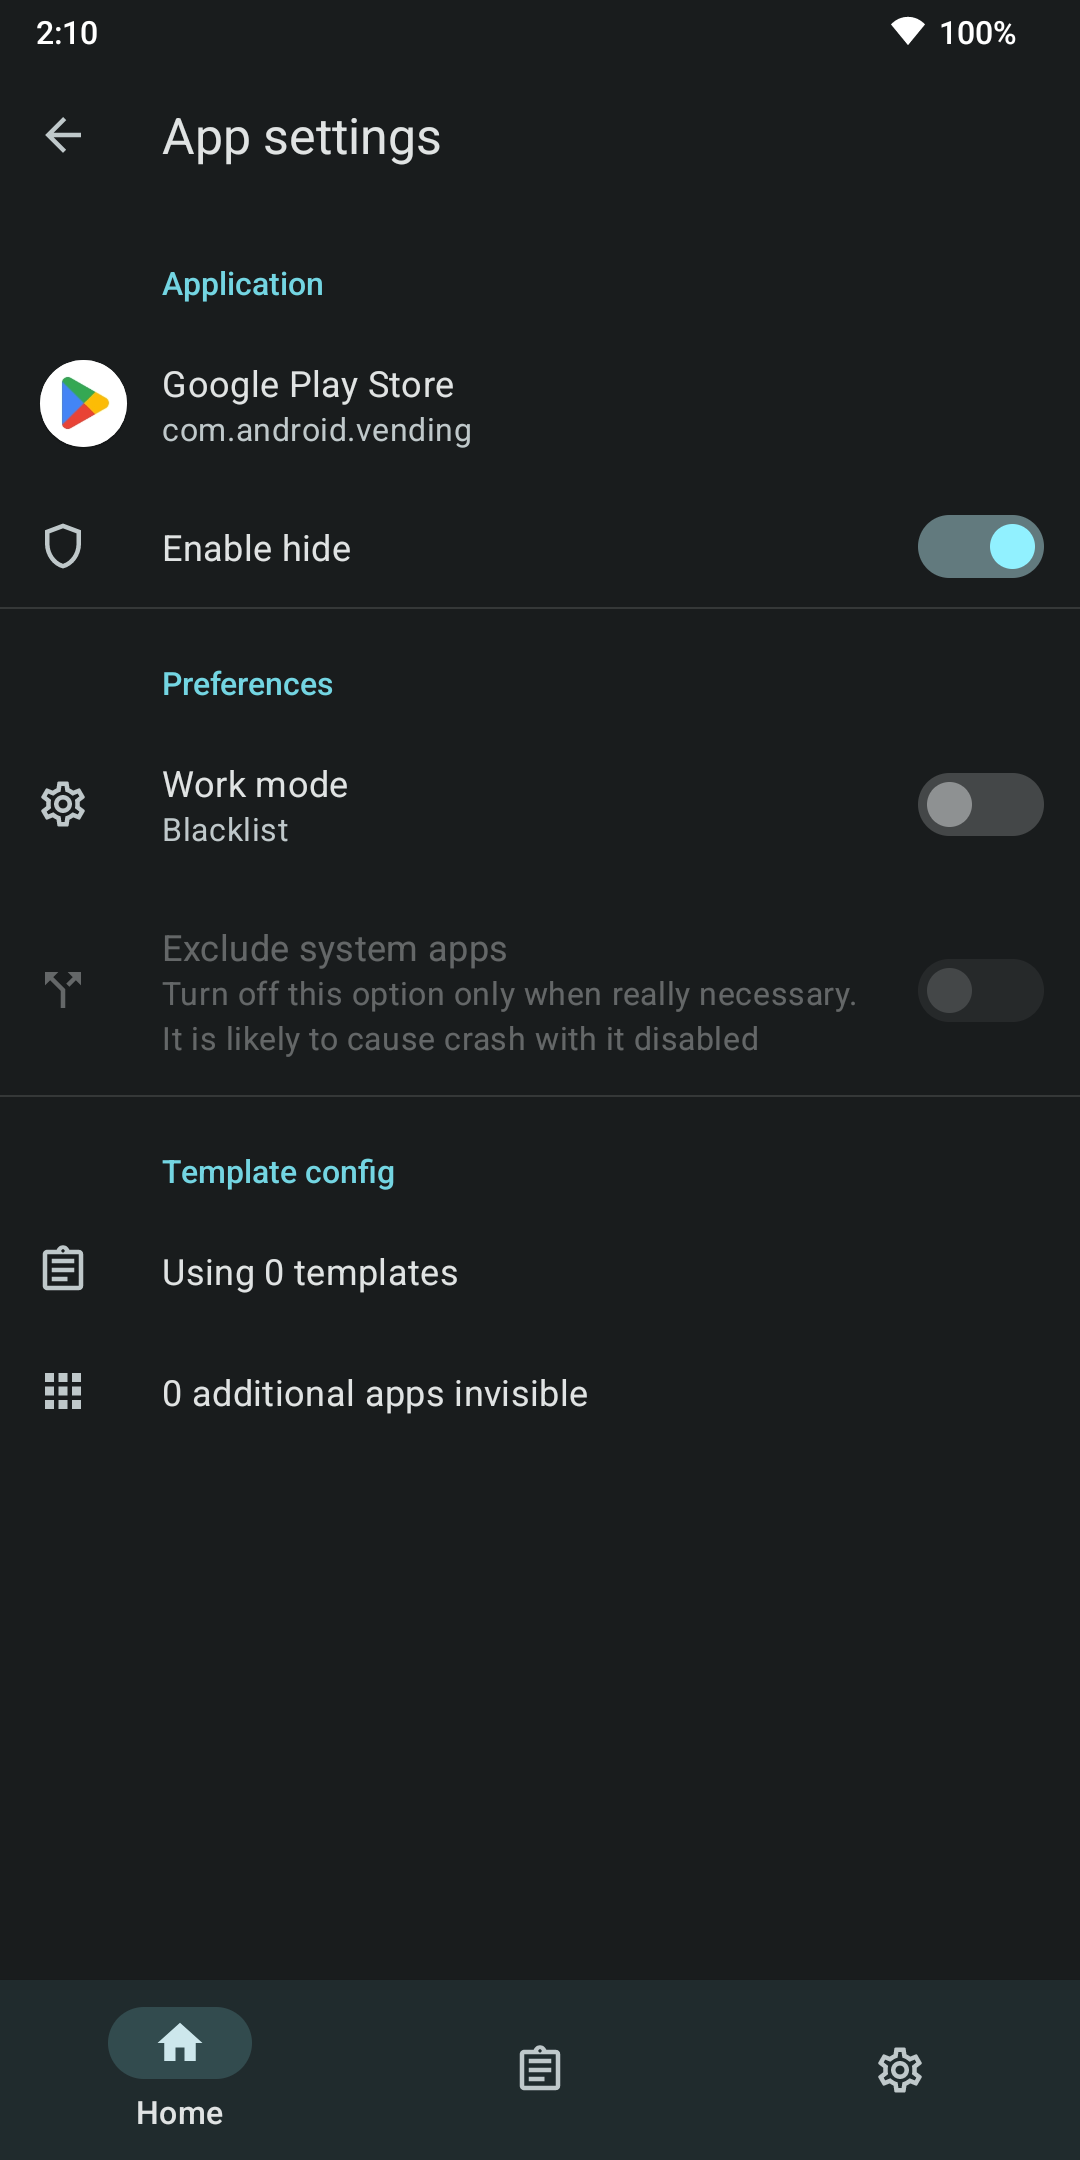 2:10
100%
App settings
Application
Google Play Store
com.android.vending
Enable hide
Preferences
Work mode
Blacklist
Exclude system apps
Turn off this option only when really necessary.
It is likely to cause crash with it disabled
Template config
Using 0 templates
0 additional apps invisible
Home